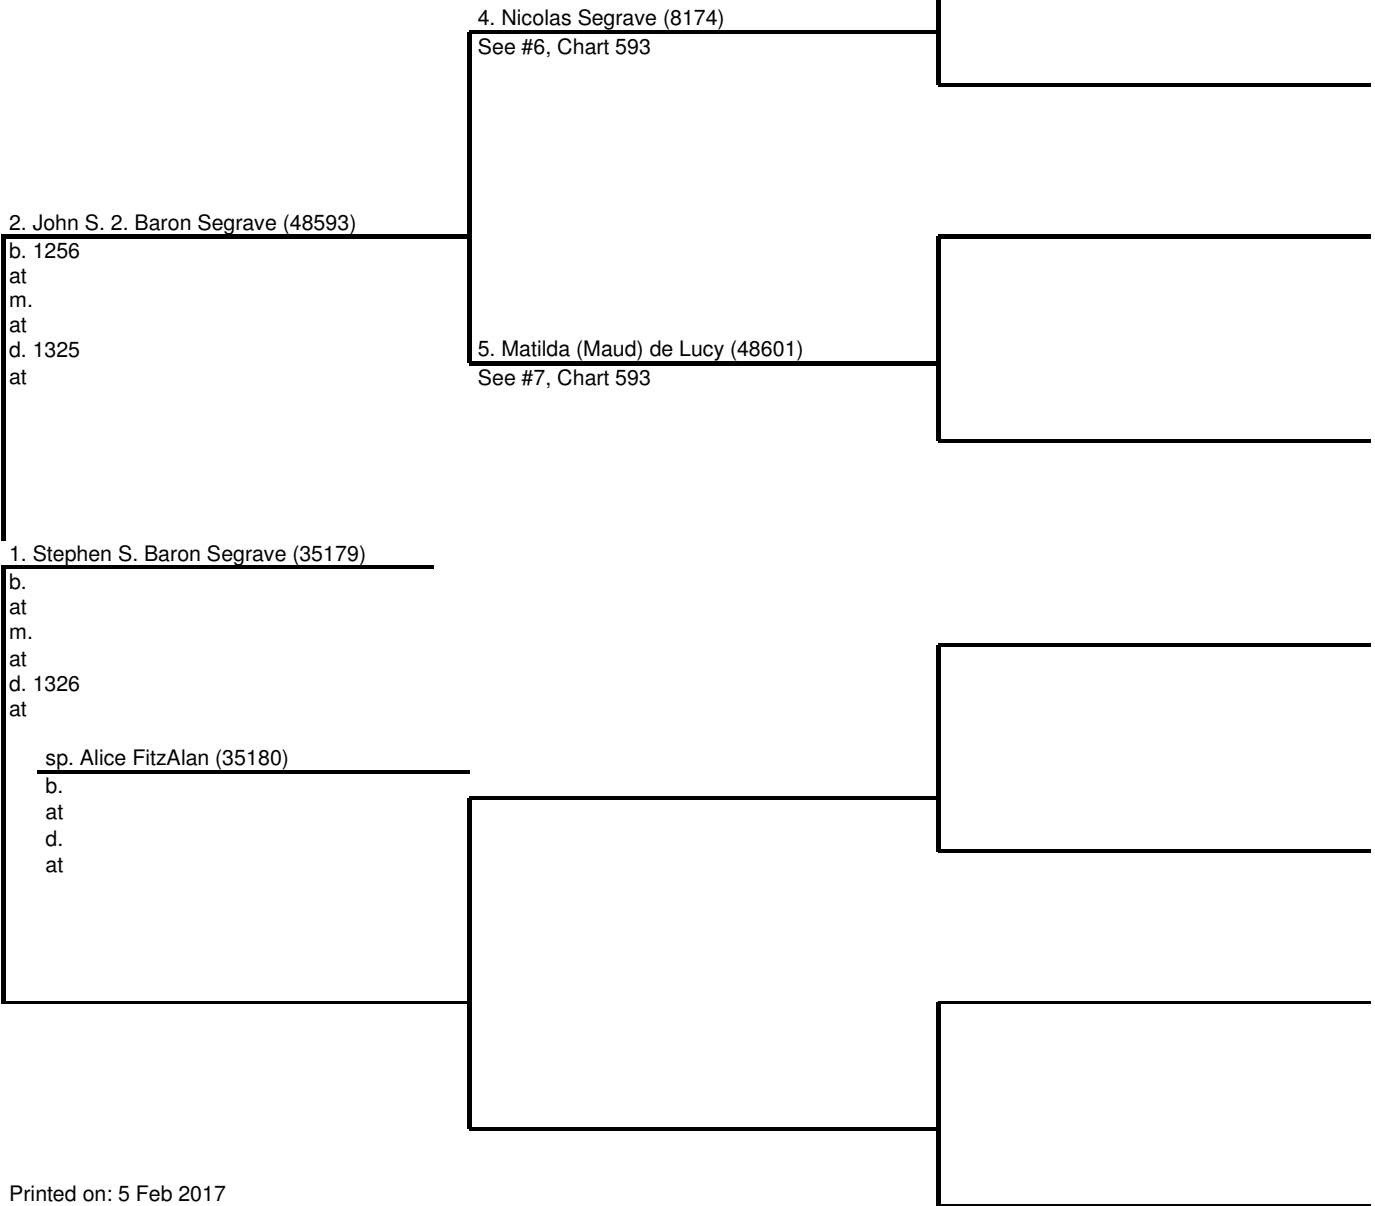 4. Nicolas Segrave (8174)
See #6, Chart 593
2. John S. 2. Baron Segrave (48593)
b. 1256
at
m.
at
d. 1325
at
5. Matilda (Maud) de Lucy (48601)
See #7, Chart 593
1. Stephen S. Baron Segrave (35179)
b.
at
m.
at
d. 1326
at
sp. Alice FitzAlan (35180)
b.
at
d.
at
Printed on: 5 Feb 2017